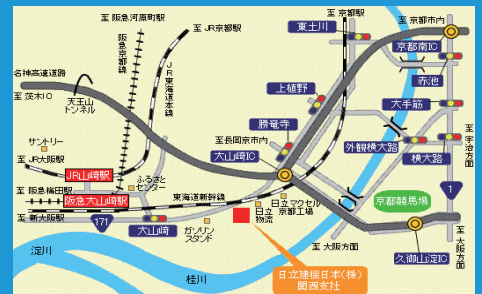 至 阪急河原町駅
至 JR京都駅
至 京都駅
至 京都市内
東土川
京都南IC
阪急京都線
JR東海道本線
名神高速道路
至 茨木IC
天王山
トンネル
上植野
赤池
大手筋
勝竜寺
至長岡京市内
外観横大路
横大路
至 宇治方面
大山崎IC
サントリー
至 JR大阪駅
JR山崎駅
ふるさと
センター
至 阪急梅田駅
阪急大山崎駅
東海道新幹線
日立マクセル
京都工場
京都競馬場
1
至 新大阪駅
171
大山崎
ガソリン
スタンド
日立
物流
至 大阪方面
久御山淀IC
至 大阪方面
淀川
桂川
日立建機日本(株)
関西支社